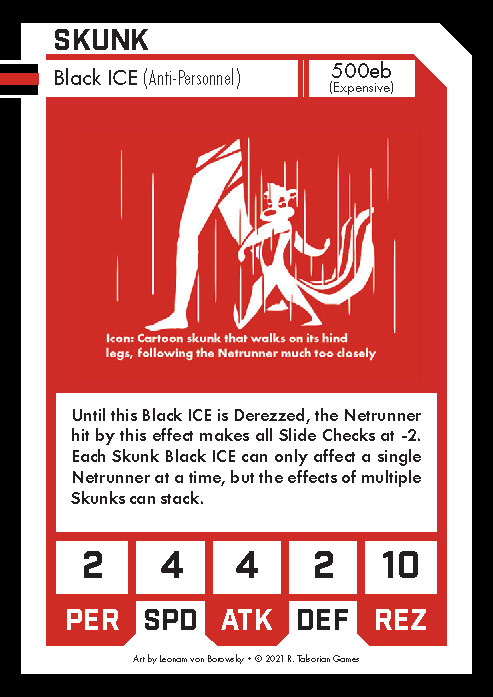 SKUNK
Black ICE (Anti-Personnel)
500eb
(Expensive)
Icon: Cartoon skunk that walks on its hind
legs, following the Netrunner much too closely
Until this Black ICE is Derezzed, the Netrunner
hit by this effect makes all Slide Checks at -2.
Each Skunk Black ICE can only affect a single
Netrunner at a time, but the effects of multiple
Skunks can stack.
2 4 4 2 10
PER SPD ATK DEF REZ
Art by Leonam von Borowsky • © 2021 R. Talsorian Games